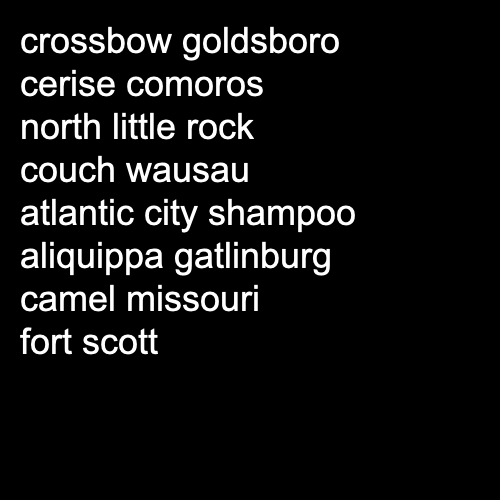 crossbow goldsboro
cerise comoros
north little rock
couch wausau
atlantic city shampoo
aliquippa gatlinburg
camel missouri
fort scott